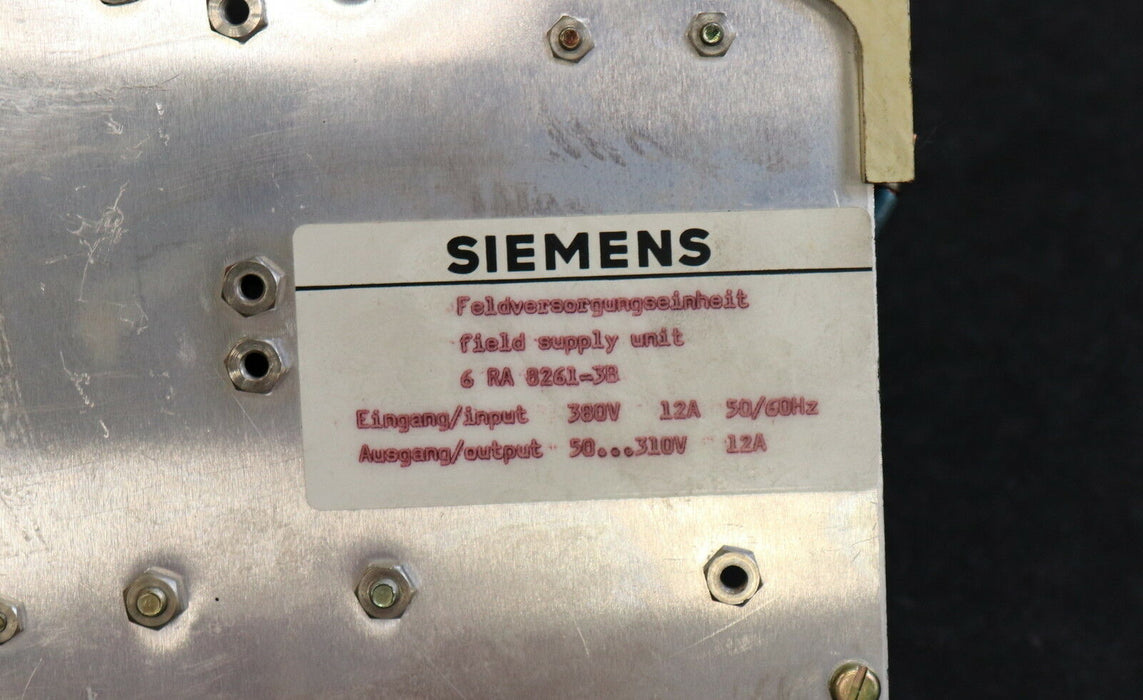 SIEMENS
Feldversorgungseinheit
field supply unit
6 RA 8261-3B
Eingang/input 380V 12A 50/60Hz
Ausgang/output 50...310V 12A